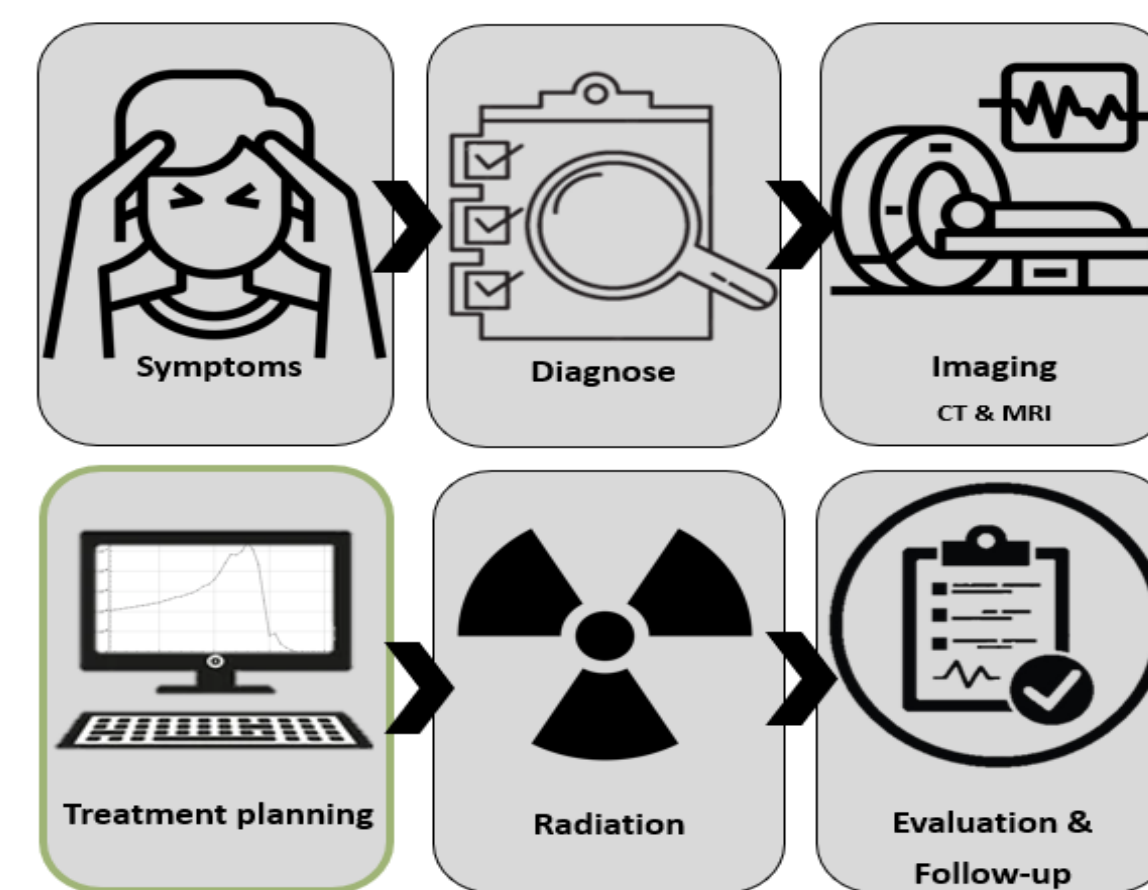 Symptoms
Diagnose
Imaging
CT & MRI
Treatment planning
Radiation
Evaluation &
Follow-up